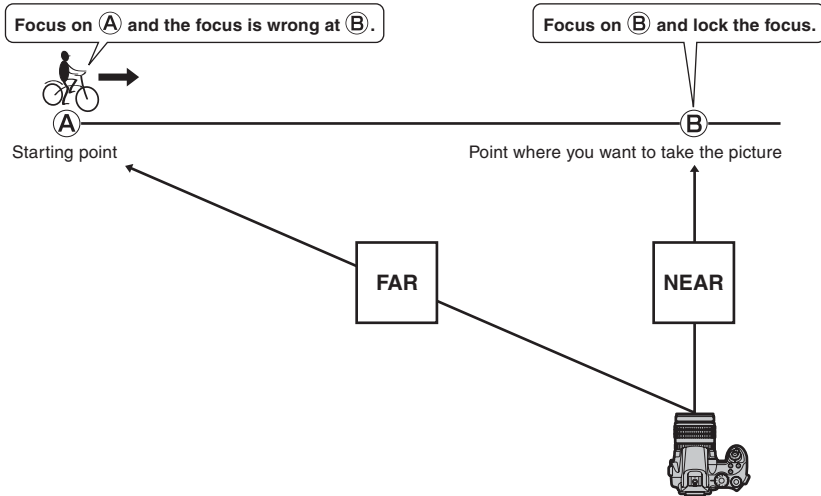 Focus on Ⓐ and the focus is wrong at Ⓑ.
Focus on Ⓑ and lock the focus.
Ⓐ
Ⓑ
Starting point
Point where you want to take the picture
FAR
NEAR